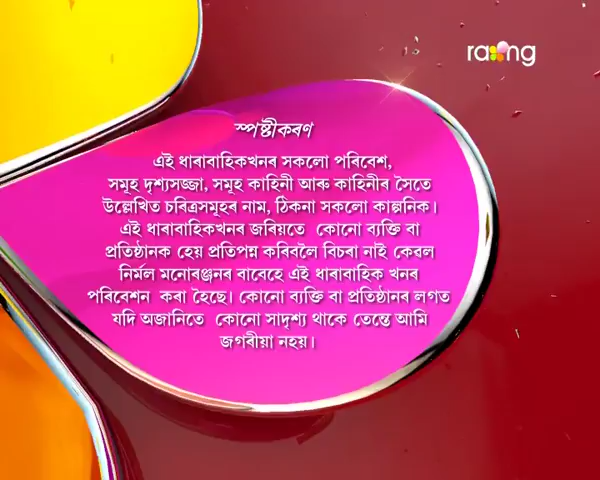 rang
স্পষ্টীকৰণ
এই ধাৰাবাহিকখনৰ সকলো পৰিবেশ,
সমূহ দৃশ্যসজ্জা, সমূহ কাহিনী আৰু কাহিনীৰ সৈতে
উল্লেখিত চৰিত্ৰসমূহৰ নাম, ঠিকনা সকলো কাল্পনিক।
এই ধাৰাবাহিকখনৰ জৰিয়তে কোনো ব্যক্তি বা
প্ৰতিষ্ঠানক হেয় প্ৰতিপন্ন কৰিবলৈ বিচৰা নাই কেৱল
নিৰ্মল মনোৰঞ্জনৰ বাবেহে এই ধাৰাবাহিক খনৰ
পৰিবেশন কৰা হৈছে। কোনো ব্যক্তি বা প্ৰতিষ্ঠানৰ লগত
যদি অজানিতে কোনো সাদৃশ্য থাকে তেন্তে আমি
জগৰীয়া নহয়।